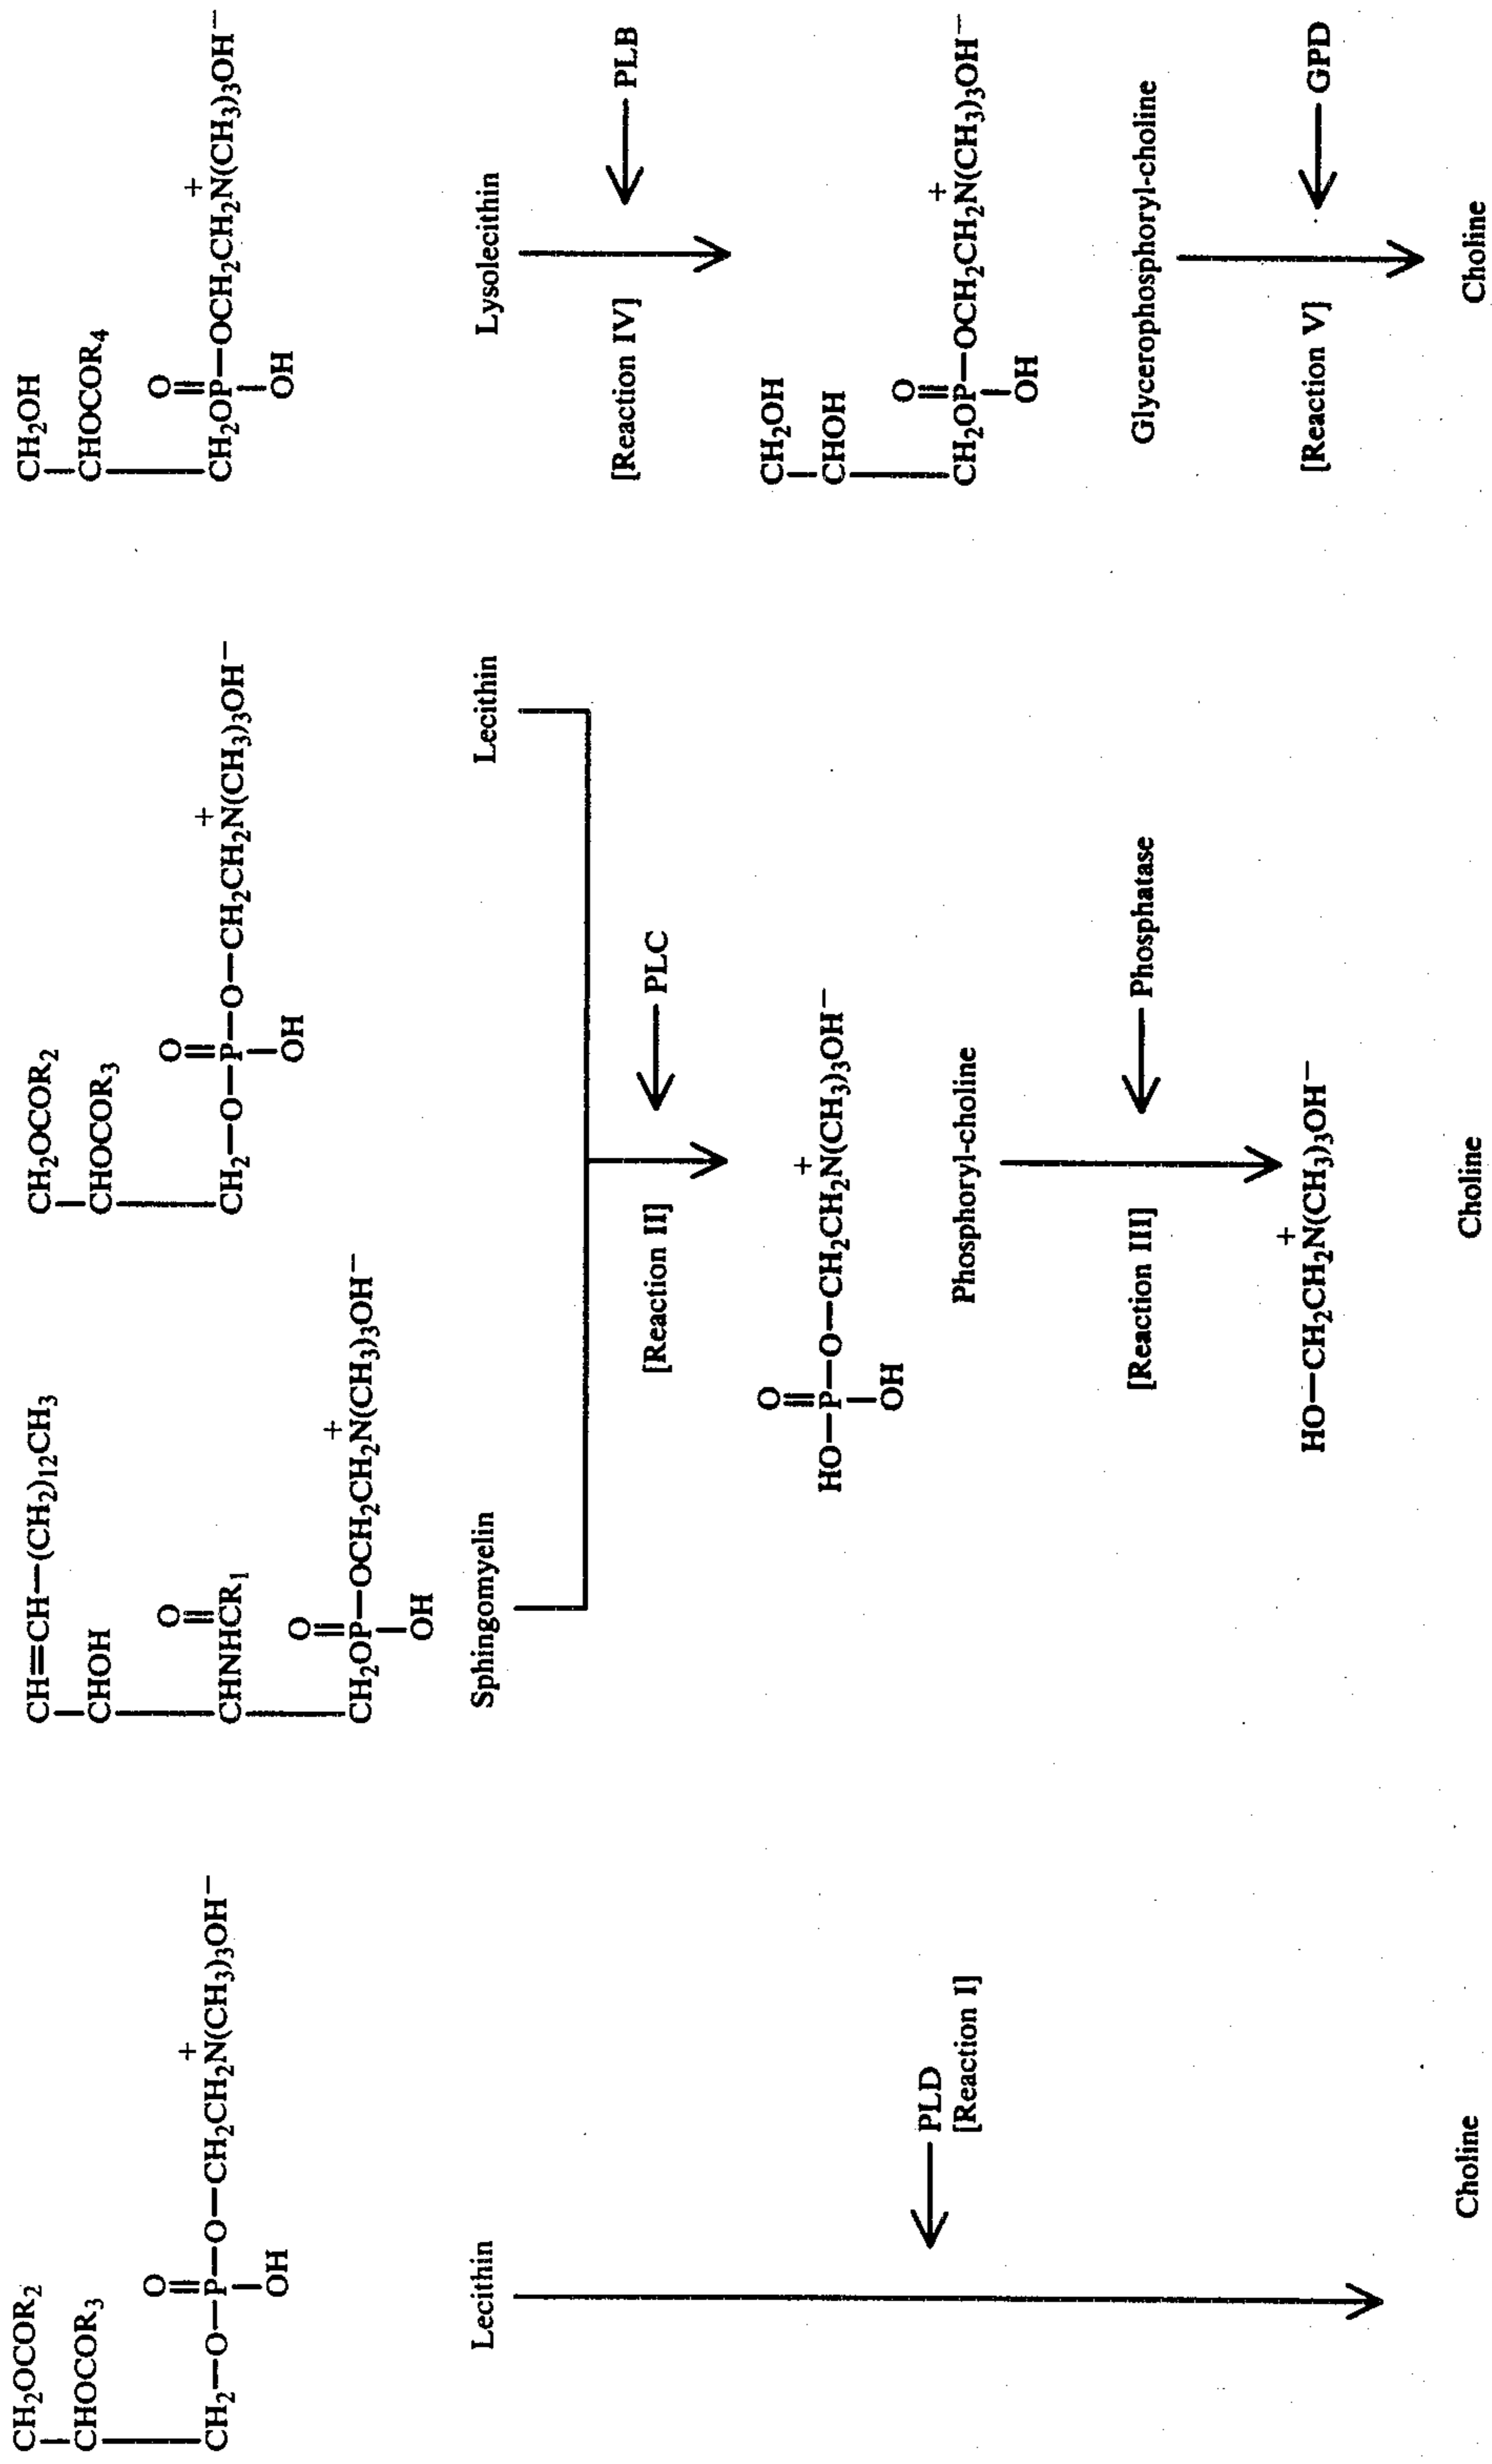 CH2OCOR2
CHOCOR3
O
CH2—O—P—O—CH2CH2N(CH3)3OH−
+
OH
Lecithin
PLD
[Reaction I]
Choline
CH=CH—(CH2)12CH3
CHOH
O
CHNHCR1
O
+
CH2OP—OCH2CH2N(CH3)3OH−
OH
Sphingomyelin
CH2OCOR2
CHOCOR3
O
+
CH2—O—P—O—CH2CH2N(CH3)3OH−
OH
Lecithin
[Reaction II]
PLC
O
+
HO—P—O—CH2CH2N(CH3)3OH−
OH
Phosphoryl-choline
[Reaction III]
Phosphatase
+
HO—CH2CH2N(CH3)3OH−
Choline
CH2OH
CHOCOR4
O
+
CH2OP—OCH2CH2N(CH3)3OH−
OH
Lysolecithin
[Reaction IV]
PLB
CH2OH
CHOH
O
+
CH2OP—OCH2CH2N(CH3)3OH−
OH
Glycerophosphoryl-choline
[Reaction V]
GPD
Choline